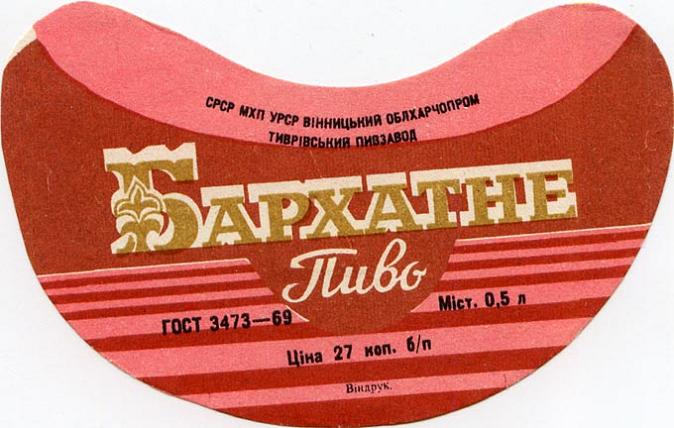 СРСР МХП УРСР ВІННИЦЬКИЙ ОБЛХАРЧОПРОМ
ТИВРІВСЬКИЙ ПИВЗАВОД
БАРХАТНЕ
Пиво
ГОСТ 3473—69
Міст. 0,5 л
Ціна 27 коп. б/п
Віндрук.